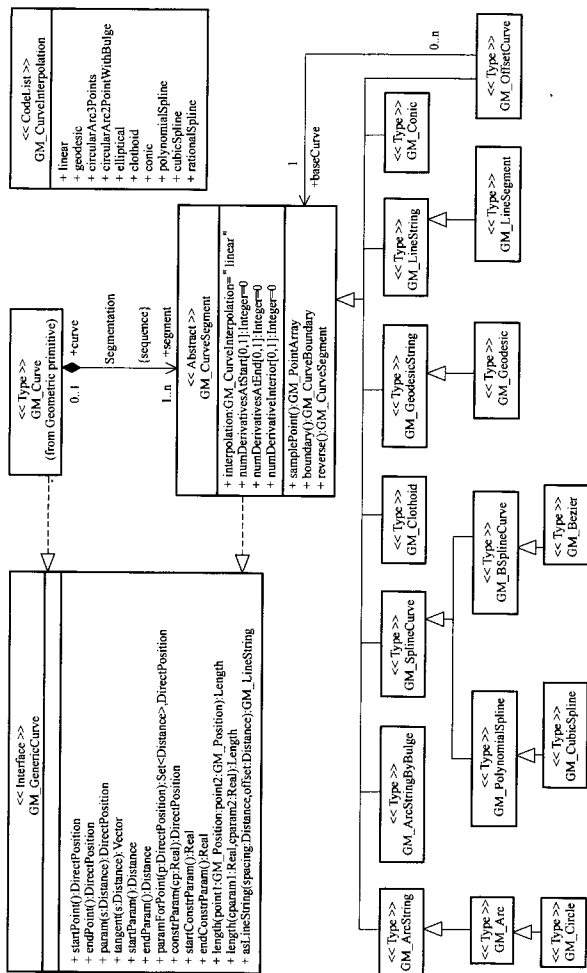 << Interface >>
GM_GenericCurve
+ startPoint():DirectPosition
+ endPoint():DirectPosition
+ param(s:Distance):DirectPosition
+ tangent(s:Distance):Vector
+ startParam():Distance
+ endParam():Distance
+ paramForPoint(p:DirectPosition):Set<Distance>,DirectPosition
+ constrParam(cp:Real):DirectPosition
+ startConstrParam():Real
+ endConstrParam():Real
+ length(point1:GM_Position;point2:GM_Position):Length
+ length(cparam1:Real,cparam2:Real):Length
+ asLineString(spacing:Distance,offset:Distance):GM_LineString
<< Type >>
GM_Curve
(from Geometric primitive)
0..1
+curve
Segmentation
{sequence}
1..n
+segment
<< CodeList >>
GM_CurveInterpolation
+ linear
+ geodesic
+ circularArc3Points
+ circularArc2PointWithBulge
+ elliptical
+ clothoid
+ conic
+ polynomialSpline
+ cubicSpline
+ rationalSpline
<< Abstract >>
GM_CurveSegment
+ interpolation:GM_CurveInterpolation="linear"
+ numDerivativesAtStart[0,1]:Integer=0
+ numDerivativesAtEnd[0,1]:Integer=0
+ numDerivativeInterior[0,1]:Integer=0
+ samplePoint():GM_PointArray
+ boundary():GM_CurveBoundary
+ reverse():GM_CurveSegment
1
+baseCurve
0..n
<< Type >>
GM_ArcString
<< Type >>
GM_ArcStringByBulge
<< Type >>
GM_SplineCurve
<< Type >>
GM_Clothoid
<< Type >>
GM_GeodesicString
<< Type >>
GM_LineString
<< Type >>
GM_Conic
<< Type >>
GM_OffsetCurve
<< Type >>
GM_Arc
<< Type >>
GM_PolynomialSpline
<< Type >>
GM_BSplineCurve
<< Type >>
GM_Geodesic
<< Type >>
GM_LineSegment
<< Type >>
GM_Circle
<< Type >>
GM_CubicSpline
<< Type >>
GM_Bezier